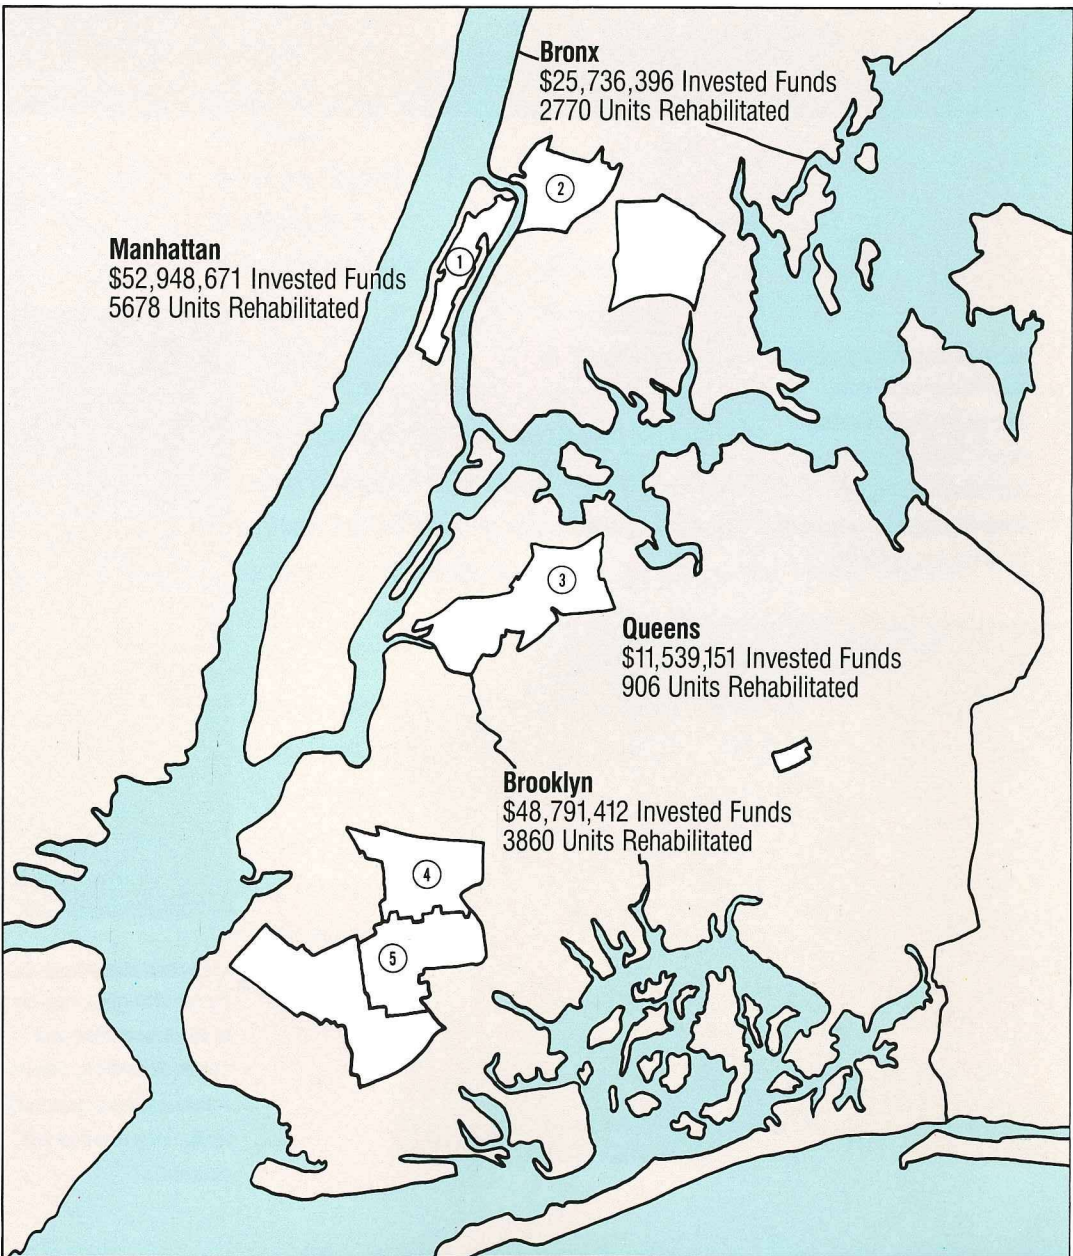 Bronx
$25,736,396 Invested Funds
2770 Units Rehabilitated
2
Manhattan
$52,948,671 Invested Funds
5678 Units Rehabilitated
1
3
Queens
$11,539,151 Invested Funds
906 Units Rehabilitated
Brooklyn
$48,791,412 Invested Funds
3860 Units Rehabilitated
4
5